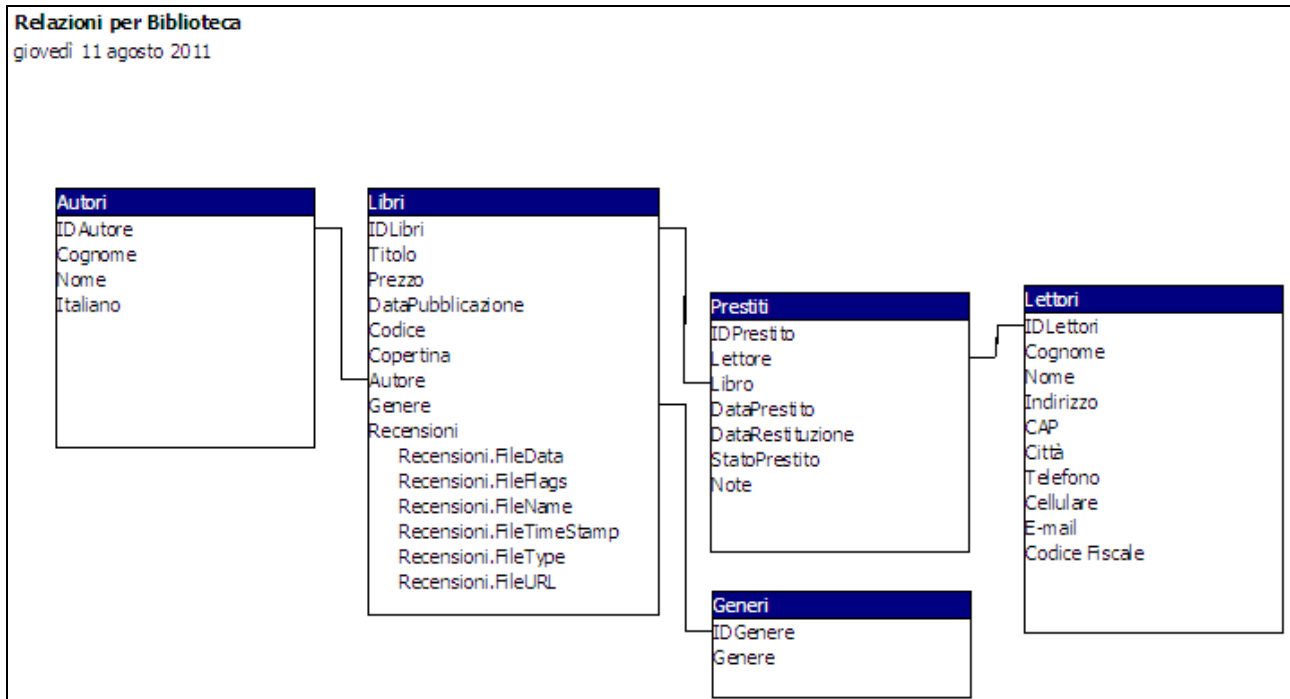 Relazioni per Biblioteca
giovedì 11 agosto 2011
Autori
IDAutore
Cognome
Nome
Italiano
Libri
IDLibri
Titolo
Prezzo
DataPubblicazione
Codice
Copertina
Autore
Genere
Recensioni
Recensioni.FileData
Recensioni.FileFlags
Recensioni.FileName
Recensioni.FileTimeStamp
Recensioni.FileType
Recensioni.FileURL
Prestiti
IDPrestito
Lettore
Libro
DataPrestito
DataRestituzione
StatoPrestito
Note
Generi
IDGenere
Genere
Lettori
IDLettori
Cognome
Nome
Indirizzo
CAP
Città
Telefono
Cellulare
E-mail
Codice Fiscale